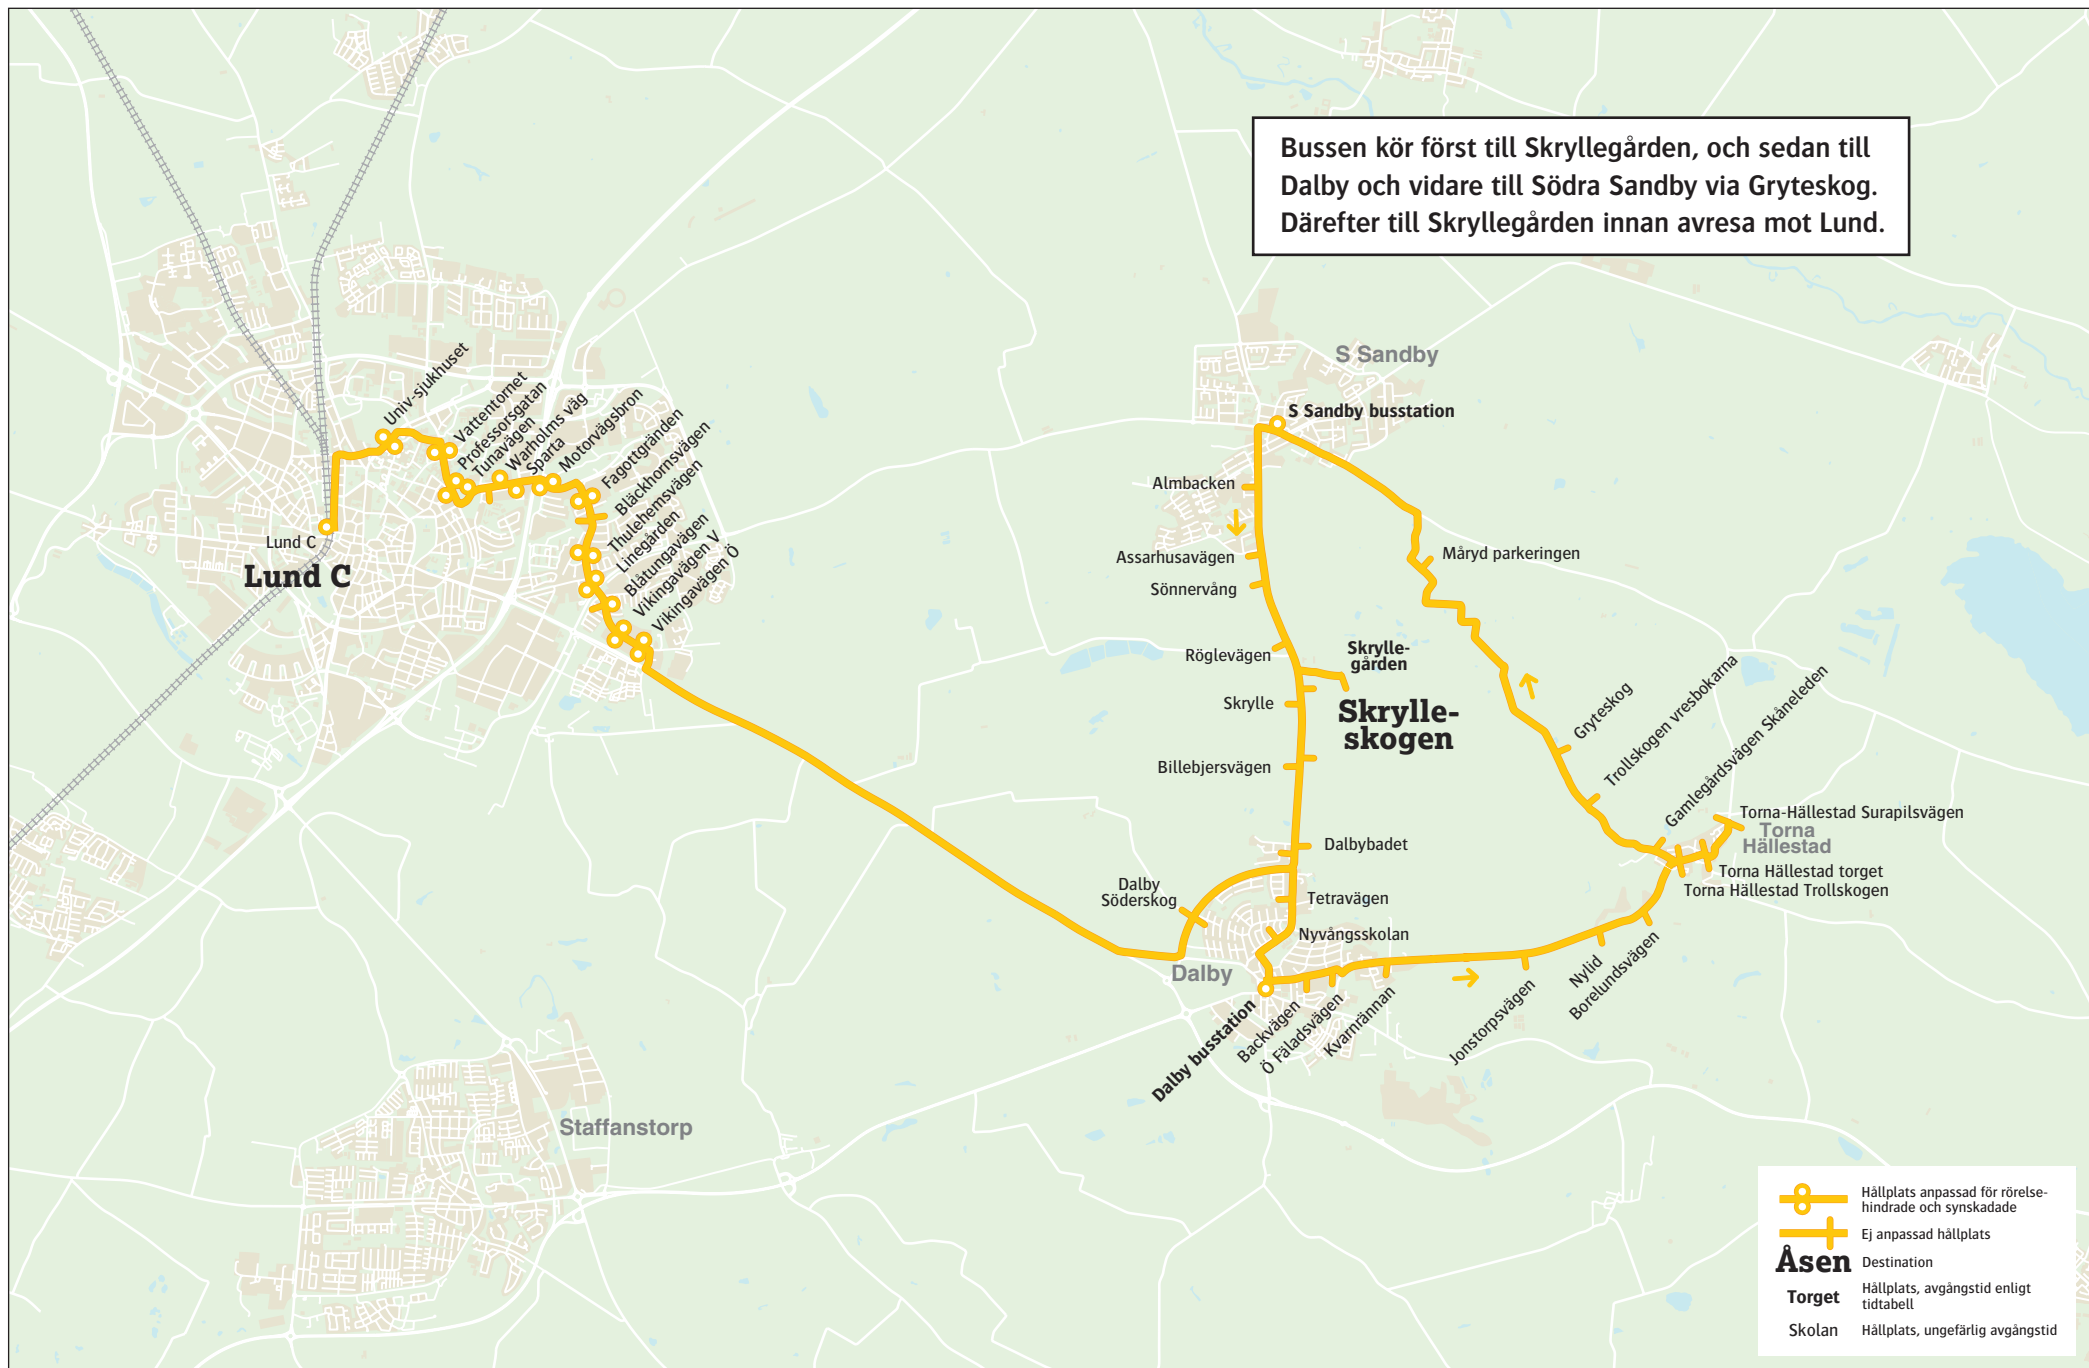 Bussen kör först till Skryllegården, och sedan till
Dalby och vidare till Södra Sandby via Gryteskog.
Därefter till Skryllegården innan avresa mot Lund.
S Sandby
S Sandby busstation
Univ-sjukhuset
Vattentornet
Professorsgatan
Tunavägen
Warholms väg
Sparta
Motorvägsbron
Fagottgränden
Bläckhornsvägen
Thulehemsvägen
Linegården
Blåtungavägen
Vikingavägen V
Vikingavägen Ö
Lund C
Lund C
Almbacken
Assarhusavägen
Sönnervång
Röglevägen
Skrylle-
gården
Skrylle
Skrylle-
skogen
Billebjersvägen
Måryd parkeringen
Gryteskog
Trollskogen vresbokarna
Gamlegårdsvägen Skåneleden
Torna-Hällestad Surapilsvägen
Torna
Hällestad
Torna Hällestad torget
Torna Hällestad Trollskogen
Dalbybadet
Dalby
Söderskog
Tetravägen
Nyvångsskolan
Dalby
Dalby busstation
Backvägen
Ö Fäladsvägen
Kvarnrännan
Jonstorpsvägen
Nylid
Borelundsvägen
Staffanstorp
Hållplats anpassad för rörelse-
hindrade och synskadade
Ej anpassad hållplats
Åsen Destination
Torget Hållplats, avgångstid enligt
tidtabell
Skolan Hållplats, ungefärlig avgångstid